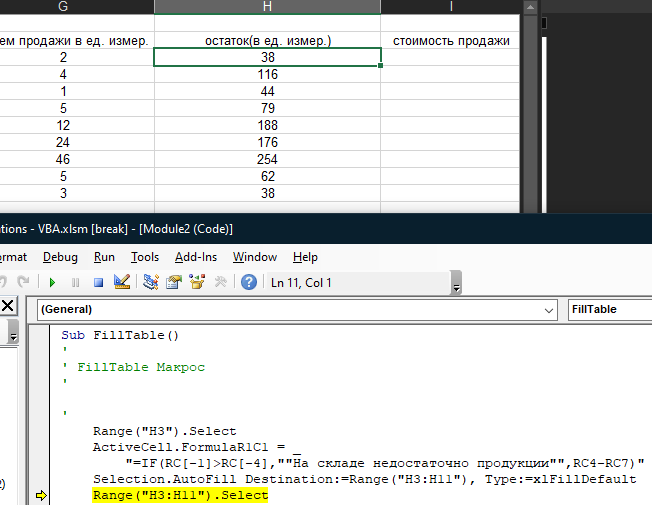 G H I
ем продажи в ед. измер. остаток(в ед. измер.) стоимость продажи
2 38
4 116
1 44
5 79
12 188
24 176
46 254
5 62
3 38
ations - VBA.xlsm [break] - [Module2 (Code)]
ormat Debug Run Tools Add-Ins Window Help
Ln 11, Col 1
(General) FillTable
Sub FillTable()
'
' FillTable Макрос
'
'
Range("H3").Select
ActiveCell.FormulaR1C1 = _
"=IF(RC[-1]>RC[-4],""На складе недостаточно продукции"",RC4-RC7)"
Selection.AutoFill Destination:=Range("H3:H11"), Type:=xlFillDefault
2)
Range("H3:H11").Select